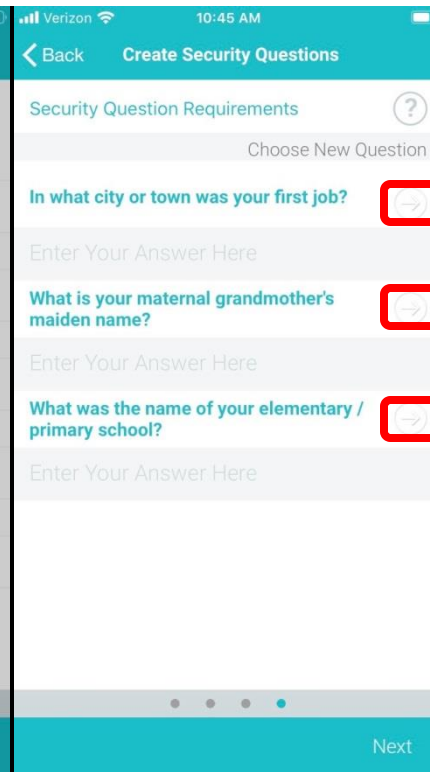 Verizon 10:45 AM
Back Create Security Questions
Security Question Requirements ?
Choose New Question
In what city or town was your first job?
Enter Your Answer Here
What is your maternal grandmother's
maiden name?
Enter Your Answer Here
What was the name of your elementary /
primary school?
Enter Your Answer Here
Next